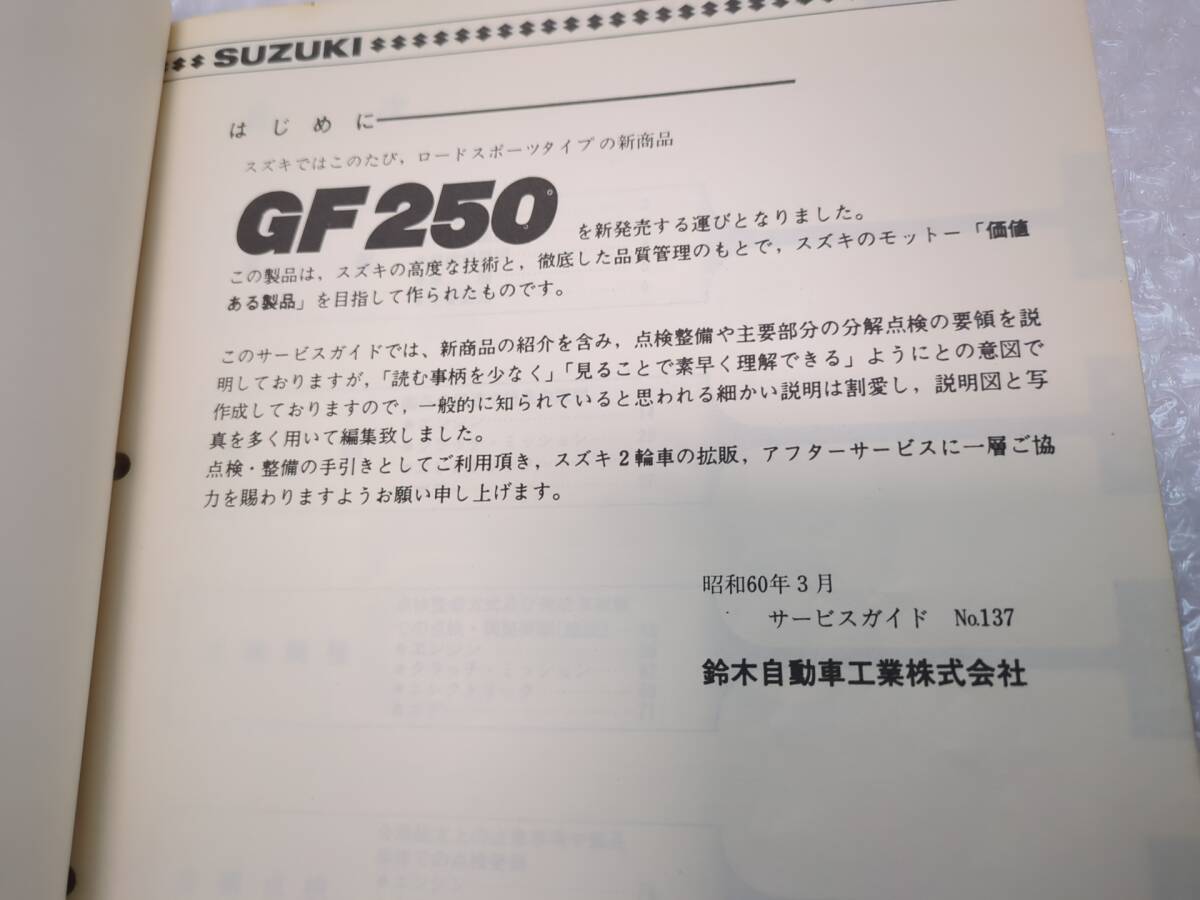 SUZUKI
はじめに
スズキではこのたび，ロードスポーツタイプの新商品
GF250 を新発売する運びとなりました。
この製品は，スズキの高度な技術と，徹底した品質管理のもとで，スズキのモットー「価値
ある製品」を目指して作られたものです。
このサービスガイドでは、新商品の紹介を含み，点検整備や主要部分の分解点検の要領を説
明しておりますが，「読む事柄を少なく」「見ることで素早く理解できる」ようにとの意図で
作成しておりますので，一般的に知られていると思われる細かい説明は割愛し，説明図と写
真を多く用いて編集致しました。
点検・整備の手引きとしてご利用頂き，スズキ2輪車の拡販，アフターサービスに一層ご協
力を賜わりますようお願い申し上げます。
昭和60年3月
サービスガイド No.137
鈴木自動車工業株式会社